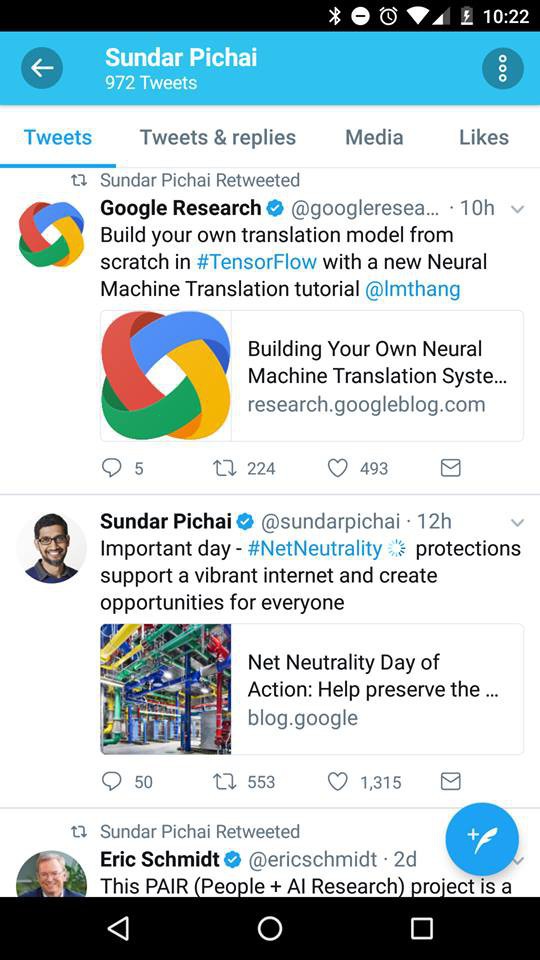 10:22
Sundar Pichai
972 Tweets
Tweets Tweets & replies Media Likes
Sundar Pichai Retweeted
Google Research @googleresea... · 10h
Build your own translation model from
scratch in #TensorFlow with a new Neural
Machine Translation tutorial @lmthang
Building Your Own Neural
Machine Translation Syste...
research.googleblog.com
5 224 493
Sundar Pichai @sundarpichai · 12h
Important day - #NetNeutrality protections
support a vibrant internet and create
opportunities for everyone
Net Neutrality Day of
Action: Help preserve the ...
blog.google
50 553 1,315
Sundar Pichai Retweeted
Eric Schmidt @ericschmidt · 2d
This PAIR (People + AI Research) project is a